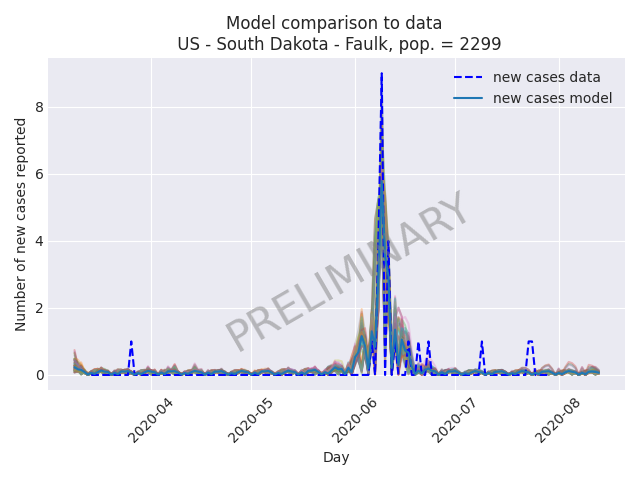 Model comparison to data
US - South Dakota - Faulk, pop. = 2299
new cases data
new cases model
Number of new cases reported
8
6
4
2
0
PRELIMINARY
2020-04
2020-05
2020-06
2020-07
2020-08
Day